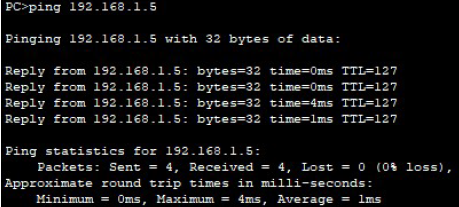 PC>ping 192.168.1.5
Pinging 192.168.1.5 with 32 bytes of data:
Reply from 192.168.1.5: bytes=32 time=0ms TTL=127
Reply from 192.168.1.5: bytes=32 time=0ms TTL=127
Reply from 192.168.1.5: bytes=32 time=4ms TTL=127
Reply from 192.168.1.5: bytes=32 time=1ms TTL=127
Ping statistics for 192.168.1.5:
    Packets: Sent = 4, Received = 4, Lost = 0 (0% loss),
Approximate round trip times in milli-seconds:
    Minimum = 0ms, Maximum = 4ms, Average = 1ms